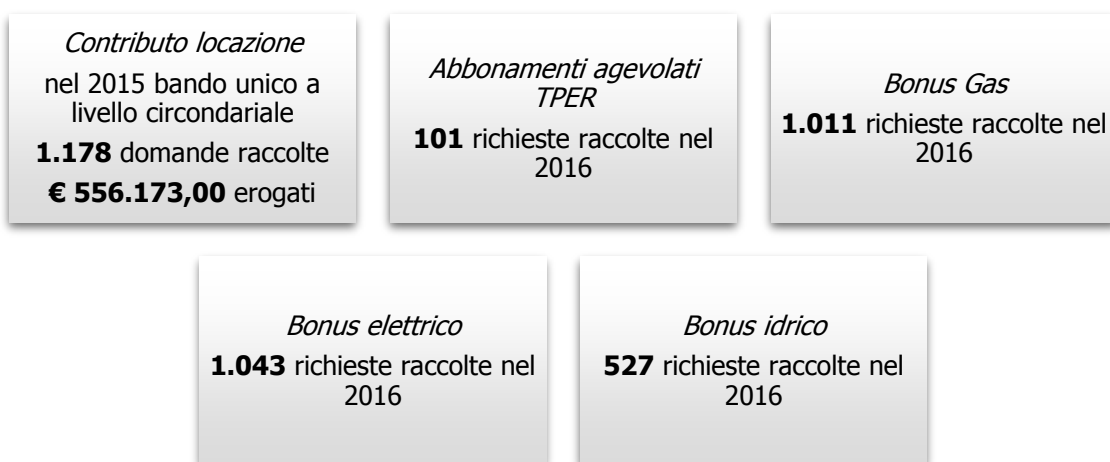 Contributo locazione
nel 2015 bando unico a
livello circondariale
1.178 domande raccolte
€ 556.173,00 erogati
Abbonamenti agevolati
TPER
101 richieste raccolte nel
2016
Bonus Gas
1.011 richieste raccolte nel
2016
Bonus elettrico
1.043 richieste raccolte nel
2016
Bonus idrico
527 richieste raccolte nel
2016